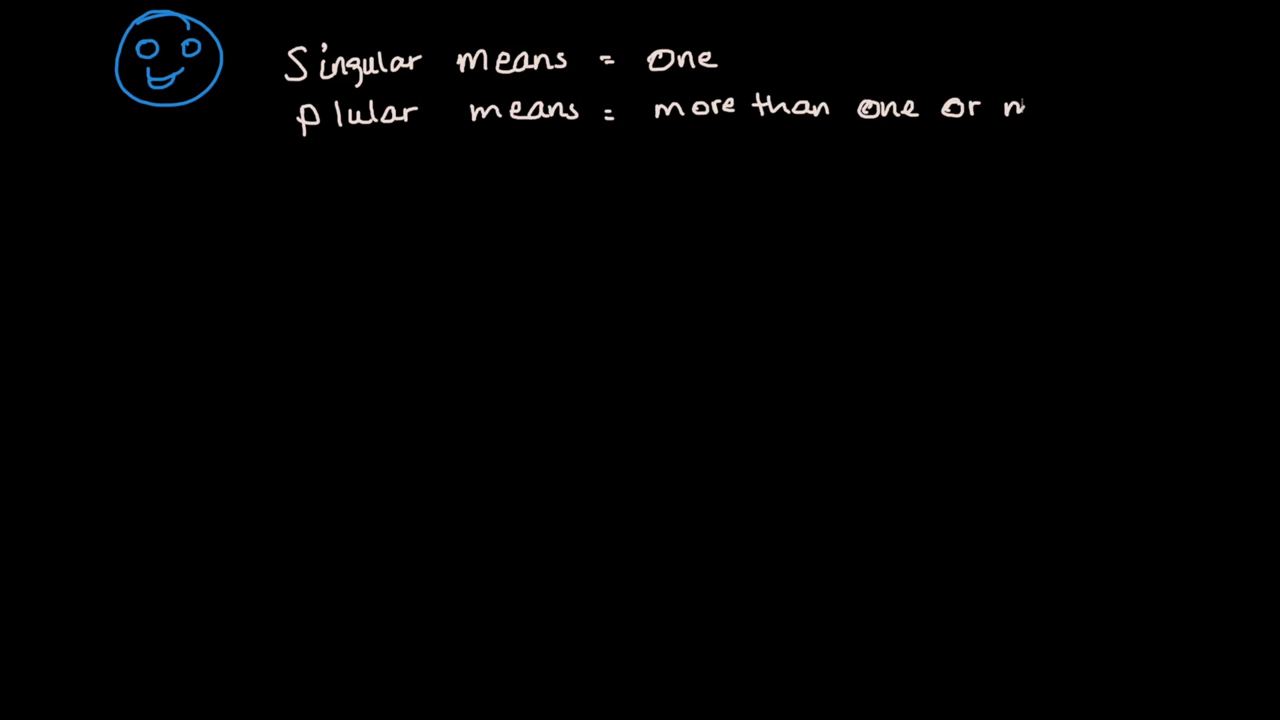 Singular means = One
plular means = more than one or